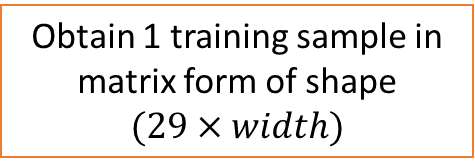 Obtain 1 training sample in
matrix form of shape
(29 × width)